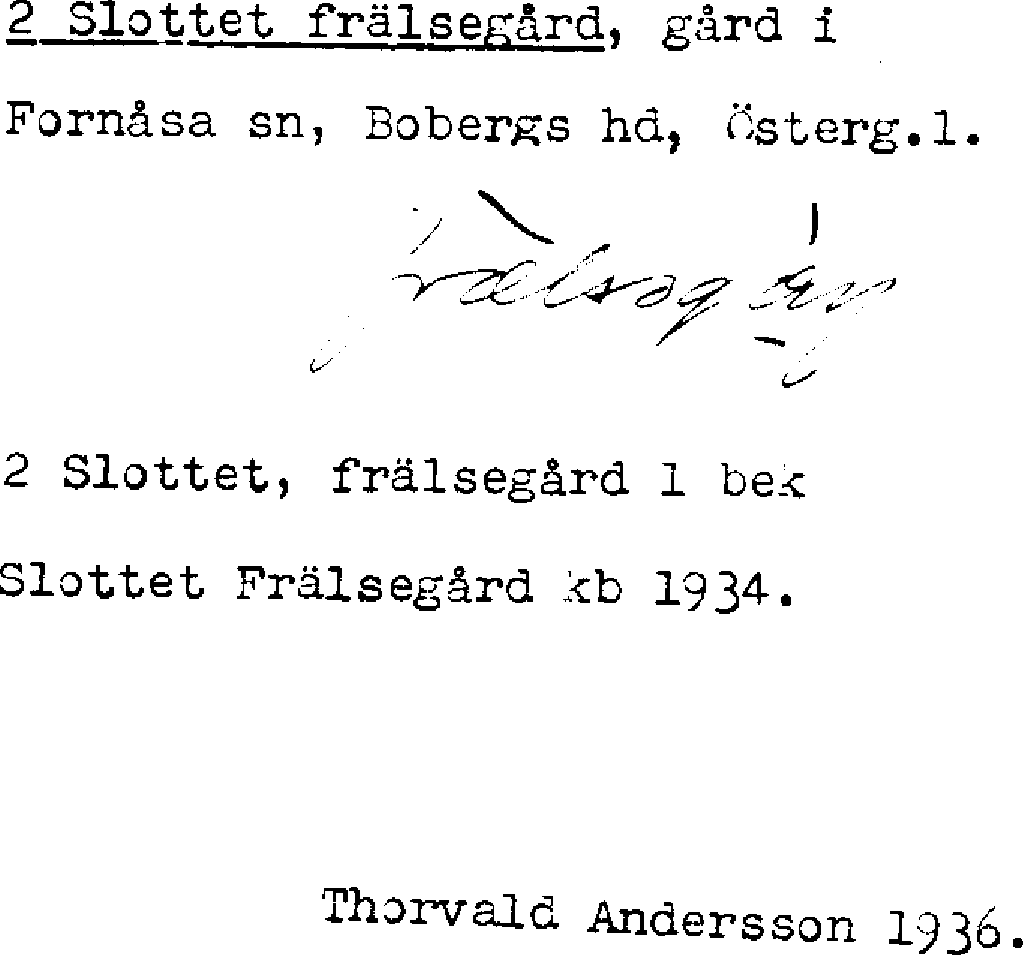 2 Slottet frälsegård, gård i
Fornåsa sn, Bobergs hd, Österg.l.
2 Slottet, frälsegård 1 bek
Slottet Frälsegård kb 1934.
Thorvald Andersson 1936.